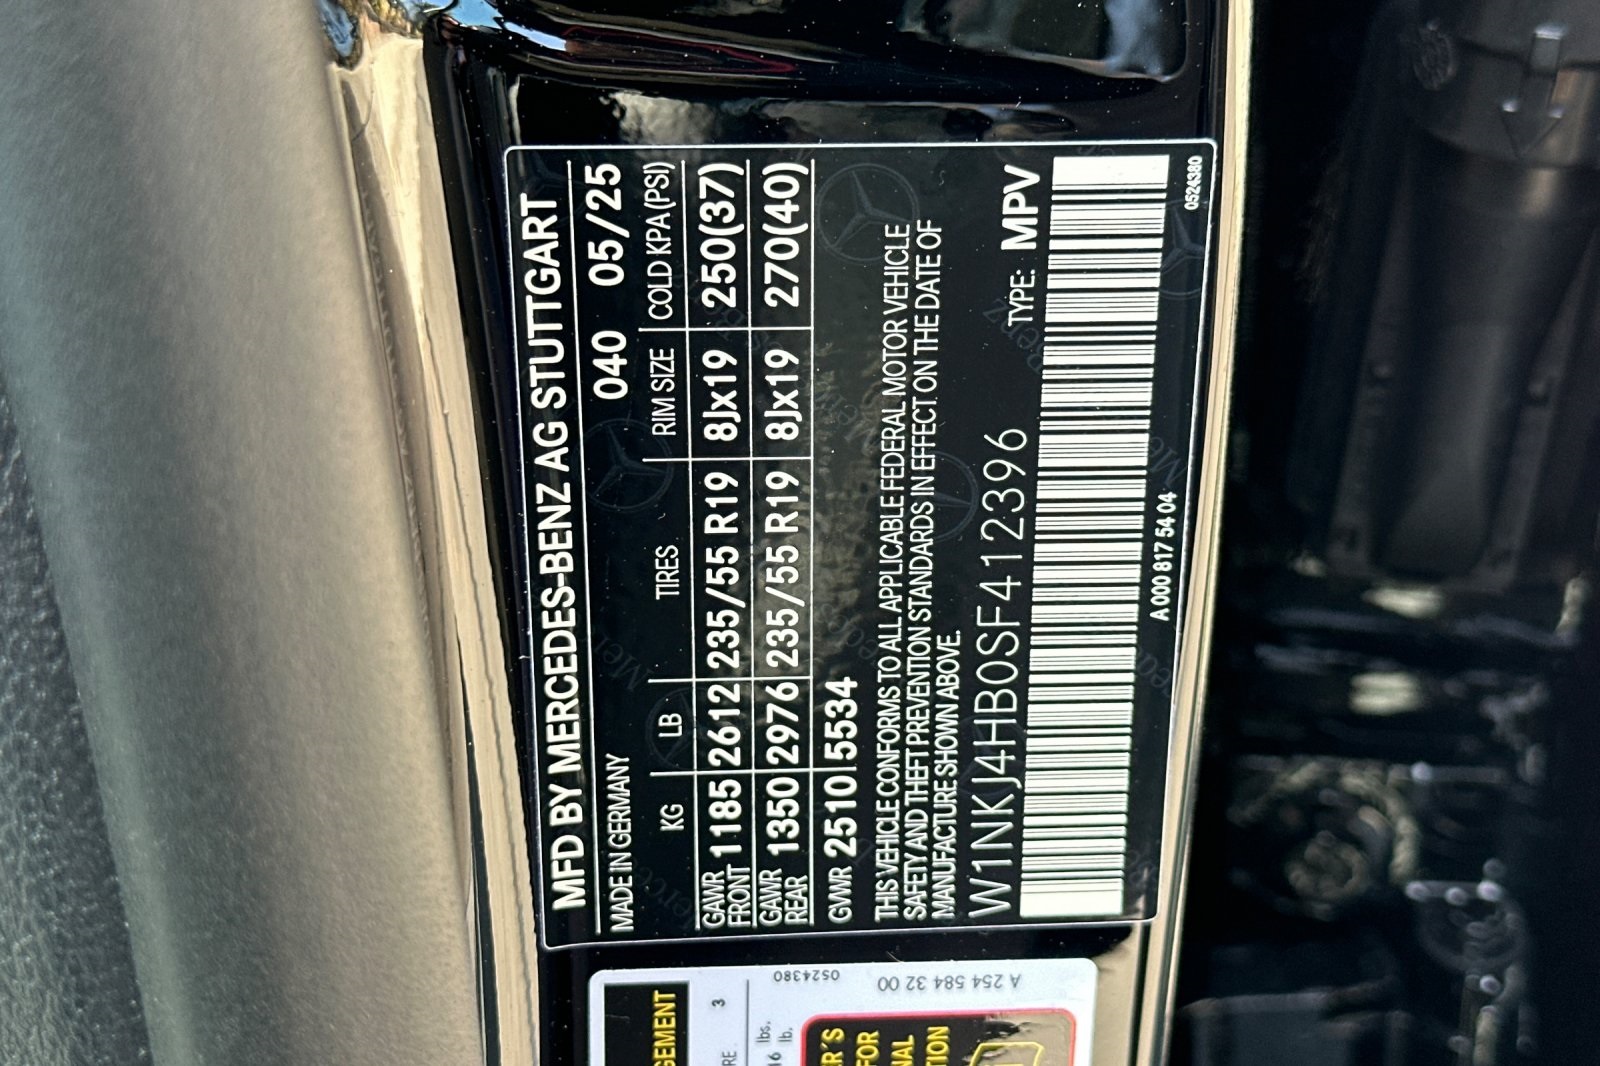 MFD BY MERCEDES-BENZ AG STUTTGART
MADE IN GERMANY 040 05/25
KG LB TIRES RIM SIZE COLD KPA(PSI)
GAWR FRONT 1185 2612 235/55 R19 8Jx19 250(37)
GAWR REAR 1350 2976 235/55 R19 8Jx19 270(40)
GVWR 2510 5534
THIS VEHICLE CONFORMS TO ALL APPLICABLE FEDERAL MOTOR VEHICLE
SAFETY AND THEFT PREVENTION STANDARDS IN EFFECT ON THE DATE OF
MANUFACTURE SHOWN ABOVE.
W1NKJ4HB0SF412396 TYPE: MPV
A 000 817 54 04 0524380
0524380
A 254 584 32 00
3
lbs.
lb.